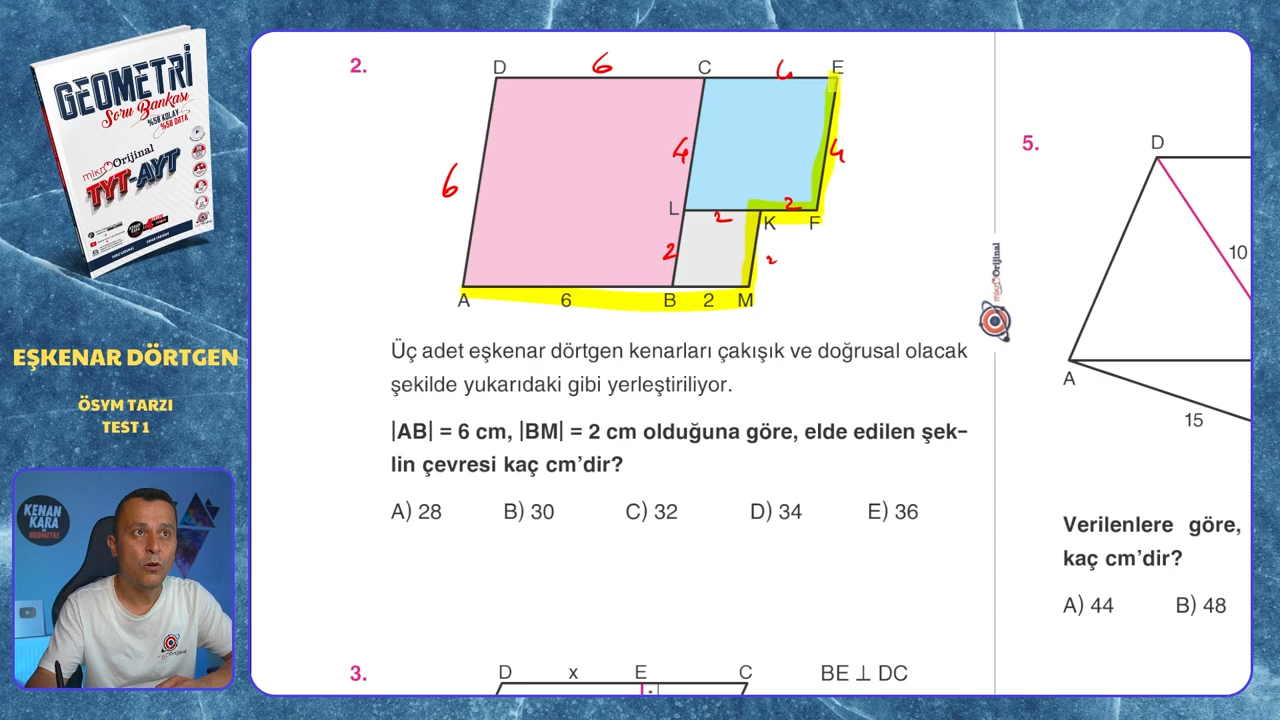 GEOMETRİ
Soru Bankası
%50 KOLAY
%50 ORTA
mikro Orijinal
TYT-AYT
EŞKENAR DÖRTGEN
ÖSYM TARZI
TEST 1
KENAN
KARA
GEOMETRİ
mikro Orijinal
2.
D 6 C 4 E
6 4 4
L 2 2 K F
2 2
A 6 B 2 M
Üç adet eşkenar dörtgen kenarları çakışık ve doğrusal olacak
şekilde yukarıdaki gibi yerleştiriliyor.
|AB| = 6 cm, |BM| = 2 cm olduğuna göre, elde edilen şek–
lin çevresi kaç cm’dir?
A) 28 B) 30 C) 32 D) 34 E) 36
3.
D x E C
BE ⊥ DC
mikro Orijinal
5.
D
10
A
15
Verilenlere göre,
kaç cm’dir?
A) 44 B) 48